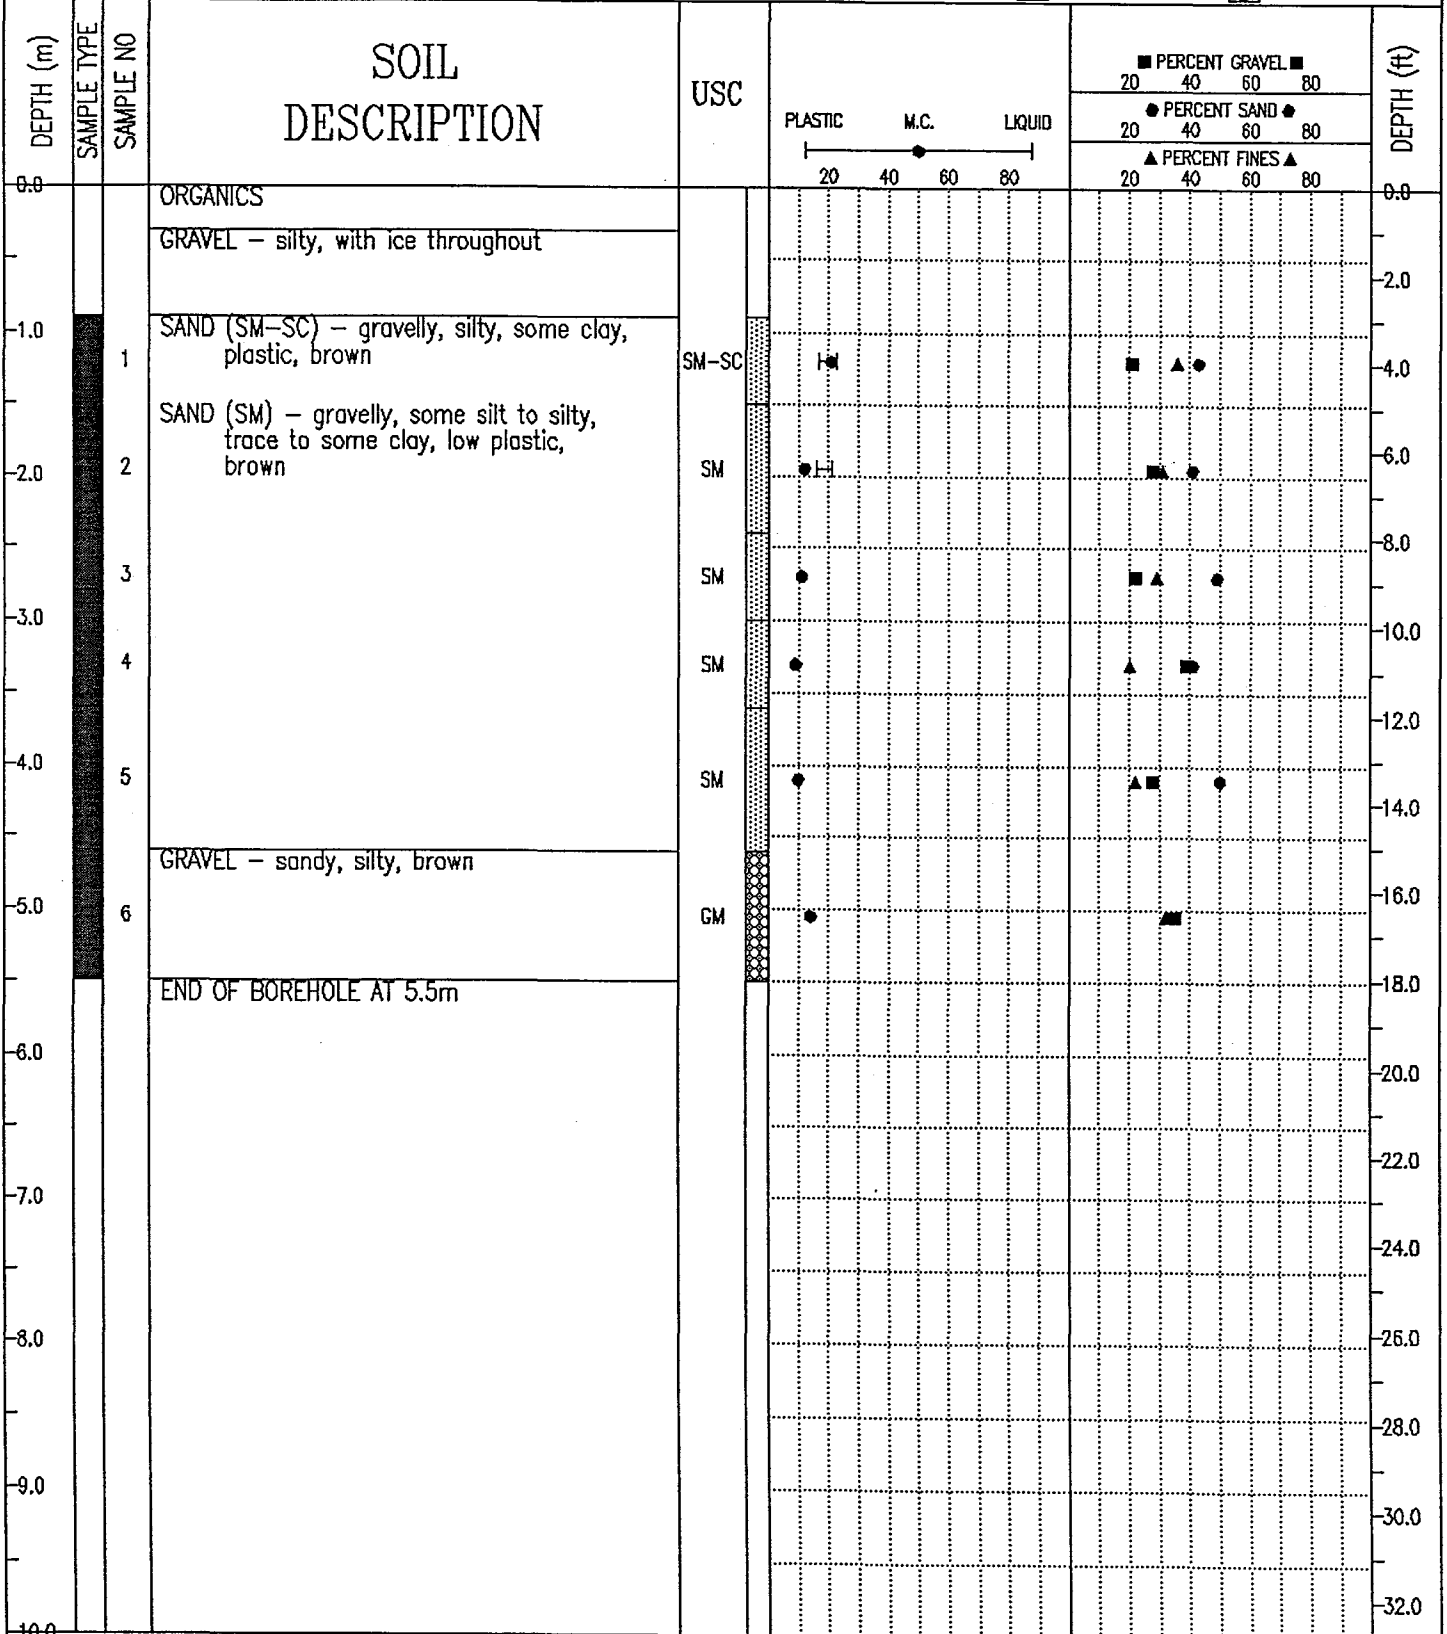 DEPTH (m)
SAMPLE TYPE
SAMPLE NO
SOIL
DESCRIPTION
USC
PLASTIC M.C. LIQUID
20 40 60 80
■ PERCENT GRAVEL ■
20 40 60 80
● PERCENT SAND ●
20 40 60 80
▲ PERCENT FINES ▲
20 40 60 80
DEPTH (ft)
0.0 0.0
ORGANICS
GRAVEL – silty, with ice throughout
2.0
1.0
SAND (SM–SC) – gravelly, silty, some clay,
plastic, brown
1 SM–SC 4.0
SAND (SM) – gravelly, some silt to silty,
trace to some clay, low plastic,
brown
2.0 2 SM 6.0
8.0
3 SM
3.0 10.0
4 SM
12.0
4.0 5 SM
14.0
GRAVEL – sandy, silty, brown
16.0
5.0 6 GM
18.0
END OF BOREHOLE AT 5.5m
6.0
20.0
22.0
7.0
24.0
8.0 26.0
28.0
9.0
30.0
32.0
10.0